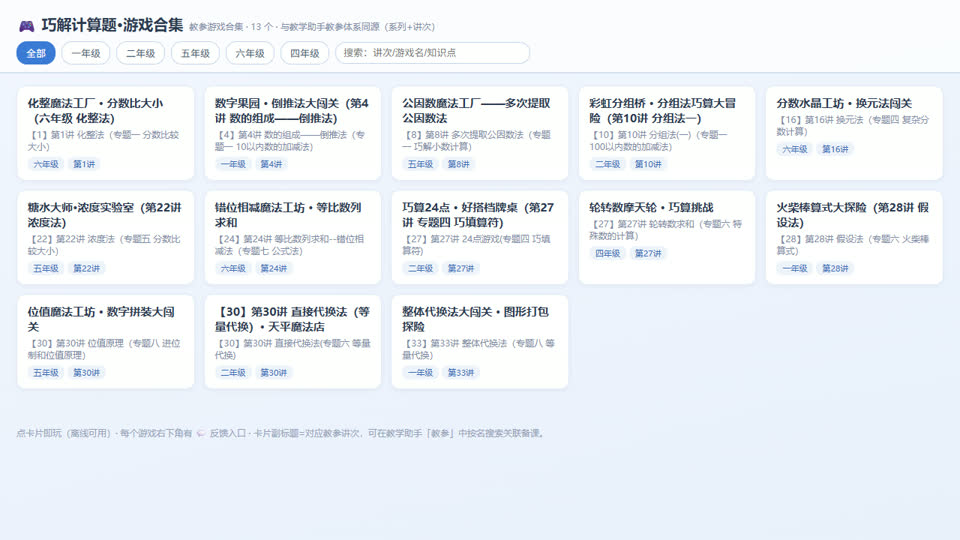 巧解计算题·游戏合集 教参游戏合集 · 13 个 · 与教学助手教参体系同源（系列+讲次）
全部 一年级 二年级 五年级 六年级 四年级 搜索：讲次/游戏名/知识点
化整魔法工厂 · 分数比大小
（六年级 化整法）
【1】第1讲 化整法（专题一 分数比较
大小）
六年级 第1讲
数字果园 · 倒推法大闯关（第4
讲 数的组成——倒推法）
【4】第4讲 数的组成——倒推法（专
题一 10以内数的加减法）
一年级 第4讲
公因数魔法工厂——多次提取
公因数法
【8】第8讲 多次提取公因数法（专题
一 巧解小数计算）
五年级 第8讲
彩虹分组桥 · 分组法巧算大冒
险（第10讲 分组法一）
【10】第10讲 分组法(一)（专题一
100以内数的加减法）
二年级 第10讲
分数水晶工坊 · 换元法闯关
【16】第16讲 换元法（专题四 复杂分
数计算）
六年级 第16讲
糖水大师·浓度实验室（第22讲
浓度法）
【22】第22讲 浓度法（专题五 分数比
较大小）
五年级 第22讲
错位相减魔法工坊 · 等比数列
求和
【24】第24讲 等比数列求和--错位相
减法（专题七 公式法）
六年级 第24讲
巧算24点 · 好搭档牌桌（第27
讲 专题四 巧填算符）
【27】第27讲 24点游戏(专题四 巧填
算符)
二年级 第27讲
轮转数摩天轮 · 巧算挑战
【27】第27讲 轮转数求和（专题六 特
殊数的计算）
四年级 第27讲
火柴棒算式大探险（第28讲 假
设法）
【28】第28讲 假设法（专题六 火柴棒
算式）
一年级 第28讲
位值魔法工坊 · 数字拼装大闯
关
【30】第30讲 位值原理（专题八 进位
制和位值原理）
五年级 第30讲
【30】第30讲 直接代换法（等
量代换）· 天平魔法店
【30】第30讲 直接代换法(专题六 等量
代换)
二年级 第30讲
整体代换法大闯关 · 图形打包
探险
【33】第33讲 整体代换法（专题八 等
量代换）
一年级 第33讲
点卡片即玩（离线可用）· 每个游戏右下角有 反馈入口 · 卡片副标题=对应教参讲次，可在教学助手「教参」中按名搜索关联备课。